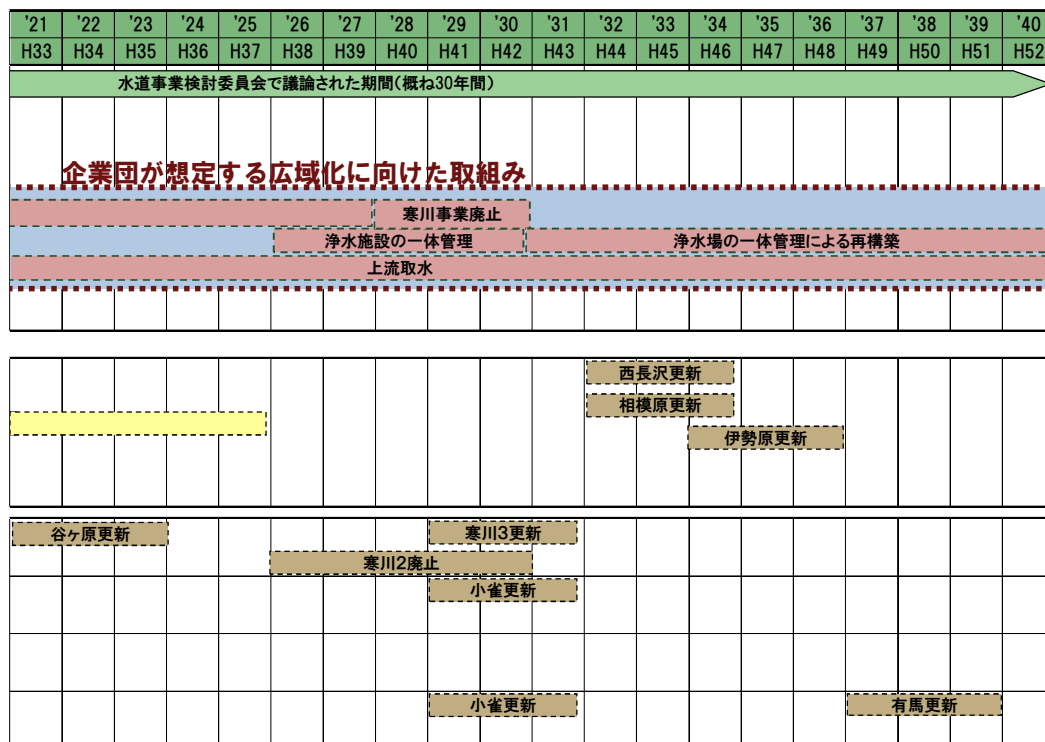 '21 '22 '23 '24 '25 '26 '27 '28 '29 '30 '31 '32 '33 '34 '35 '36 '37 '38 '39 '40
H33 H34 H35 H36 H37 H38 H39 H40 H41 H42 H43 H44 H45 H46 H47 H48 H49 H50 H51 H52
水道事業検討委員会で議論された期間(概ね30年間)
企業団が想定する広域化に向けた取組み
寒川事業廃止
浄水施設の一体管理 浄水場の一体管理による再構築
上流取水
西長沢更新
相模原更新
伊勢原更新
谷ヶ原更新 寒川3更新
寒川2廃止
小雀更新
小雀更新 有馬更新